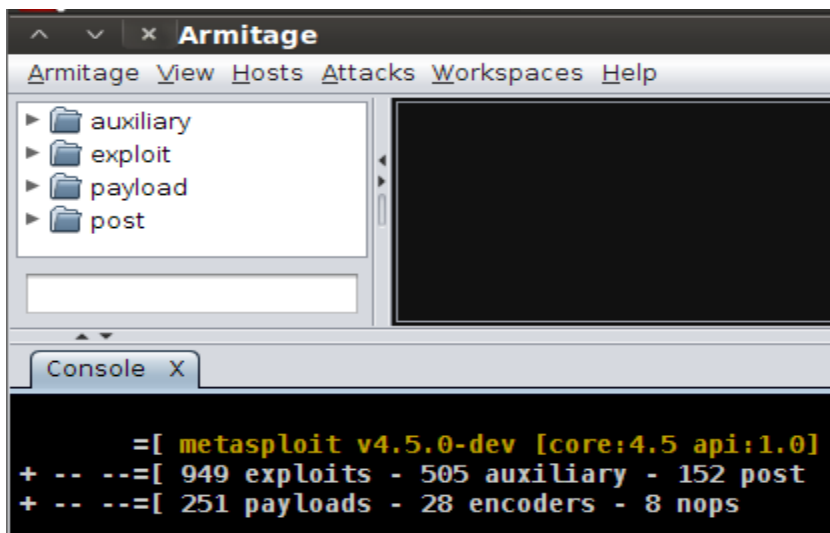 Armitage
Armitage View Hosts Attacks Workspaces Help
auxiliary
exploit
payload
post
Console X
=[ metasploit v4.5.0-dev [core:4.5 api:1.0]
+ -- --=[ 949 exploits - 505 auxiliary - 152 post
+ -- --=[ 251 payloads - 28 encoders - 8 nops